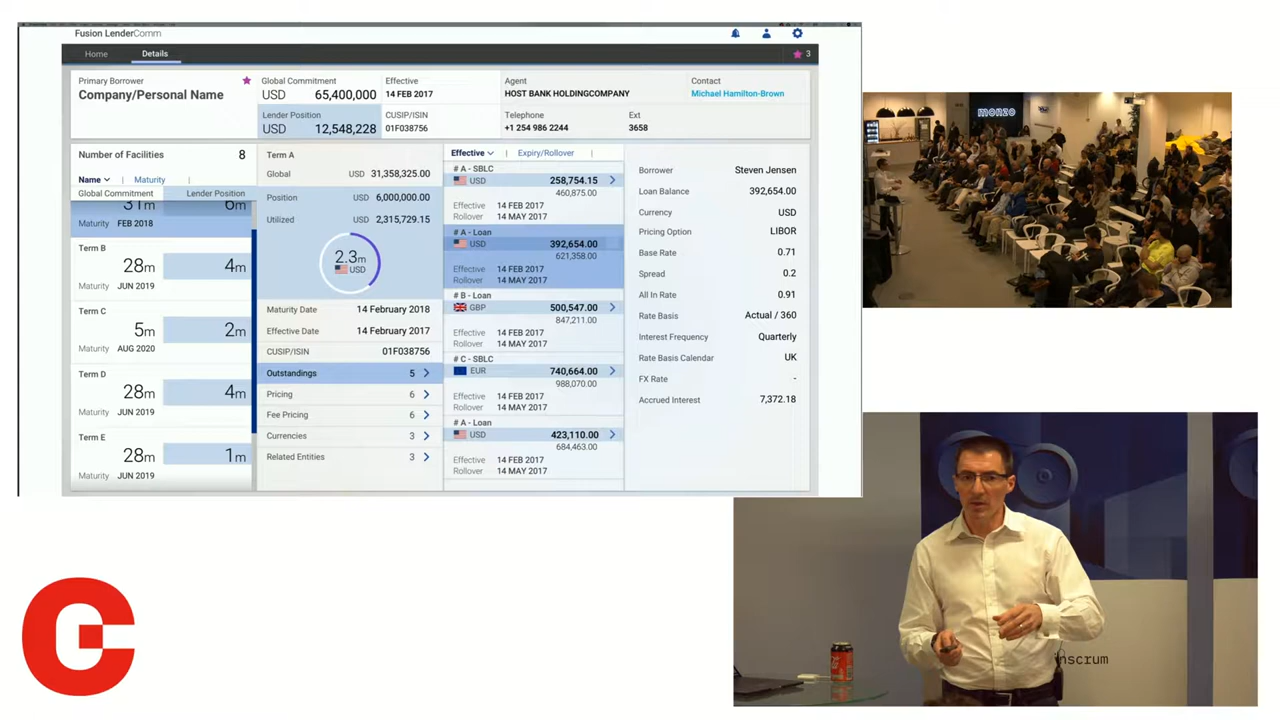 Fusion LenderComm
Home Details 3
Primary Borrower
Company/Personal Name
Global Commitment
USD 65,400,000
Lender Position
USD 12,548,228
Effective
14 FEB 2017
CUSIP/ISIN
01F038756
Agent
HOST BANK HOLDINGCOMPANY
Telephone
+1 254 986 2244
Ext
3658
Contact
Michael Hamilton-Brown
Number of Facilities 8
Name Maturity
Global Commitment Lender Position
31m 6m
Maturity FEB 2018
Term B
28m 4m
Maturity JUN 2019
Term C
5m 2m
Maturity AUG 2020
Term D
28m 4m
Maturity JUN 2019
Term E
28m 1m
Maturity JUN 2019
Term A
Global USD 31,358,325.00
Position USD 6,000,000.00
Utilized USD 2,315,729.15
2.3m
USD
Maturity Date 14 February 2018
Effective Date 14 February 2017
CUSIP/ISIN 01F038756
Outstandings 5
Pricing 6
Fee Pricing 6
Currencies 3
Related Entities 3
Effective Expiry/Rollover
# A - SBLC
USD 258,754.15
460,875.00
Effective 14 FEB 2017
Rollover 14 MAY 2017
# A - Loan
USD 392,654.00
621,358.00
Effective 14 FEB 2017
Rollover 14 MAY 2017
# B - Loan
GBP 500,547.00
847,211.00
Effective 14 FEB 2017
Rollover 14 MAY 2017
# C - SBLC
EUR 740,664.00
988,070.00
Effective 14 FEB 2017
Rollover 14 MAY 2017
# A - Loan
USD 423,110.00
684,463.00
Effective 14 FEB 2017
Rollover 14 MAY 2017
Borrower Steven Jensen
Loan Balance 392,654.00
Currency USD
Pricing Option LIBOR
Base Rate 0.71
Spread 0.2
All In Rate 0.91
Rate Basis Actual / 360
Interest Frequency Quarterly
Rate Basis Calendar UK
FX Rate -
Accrued Interest 7,372.18
monzo
inscrum